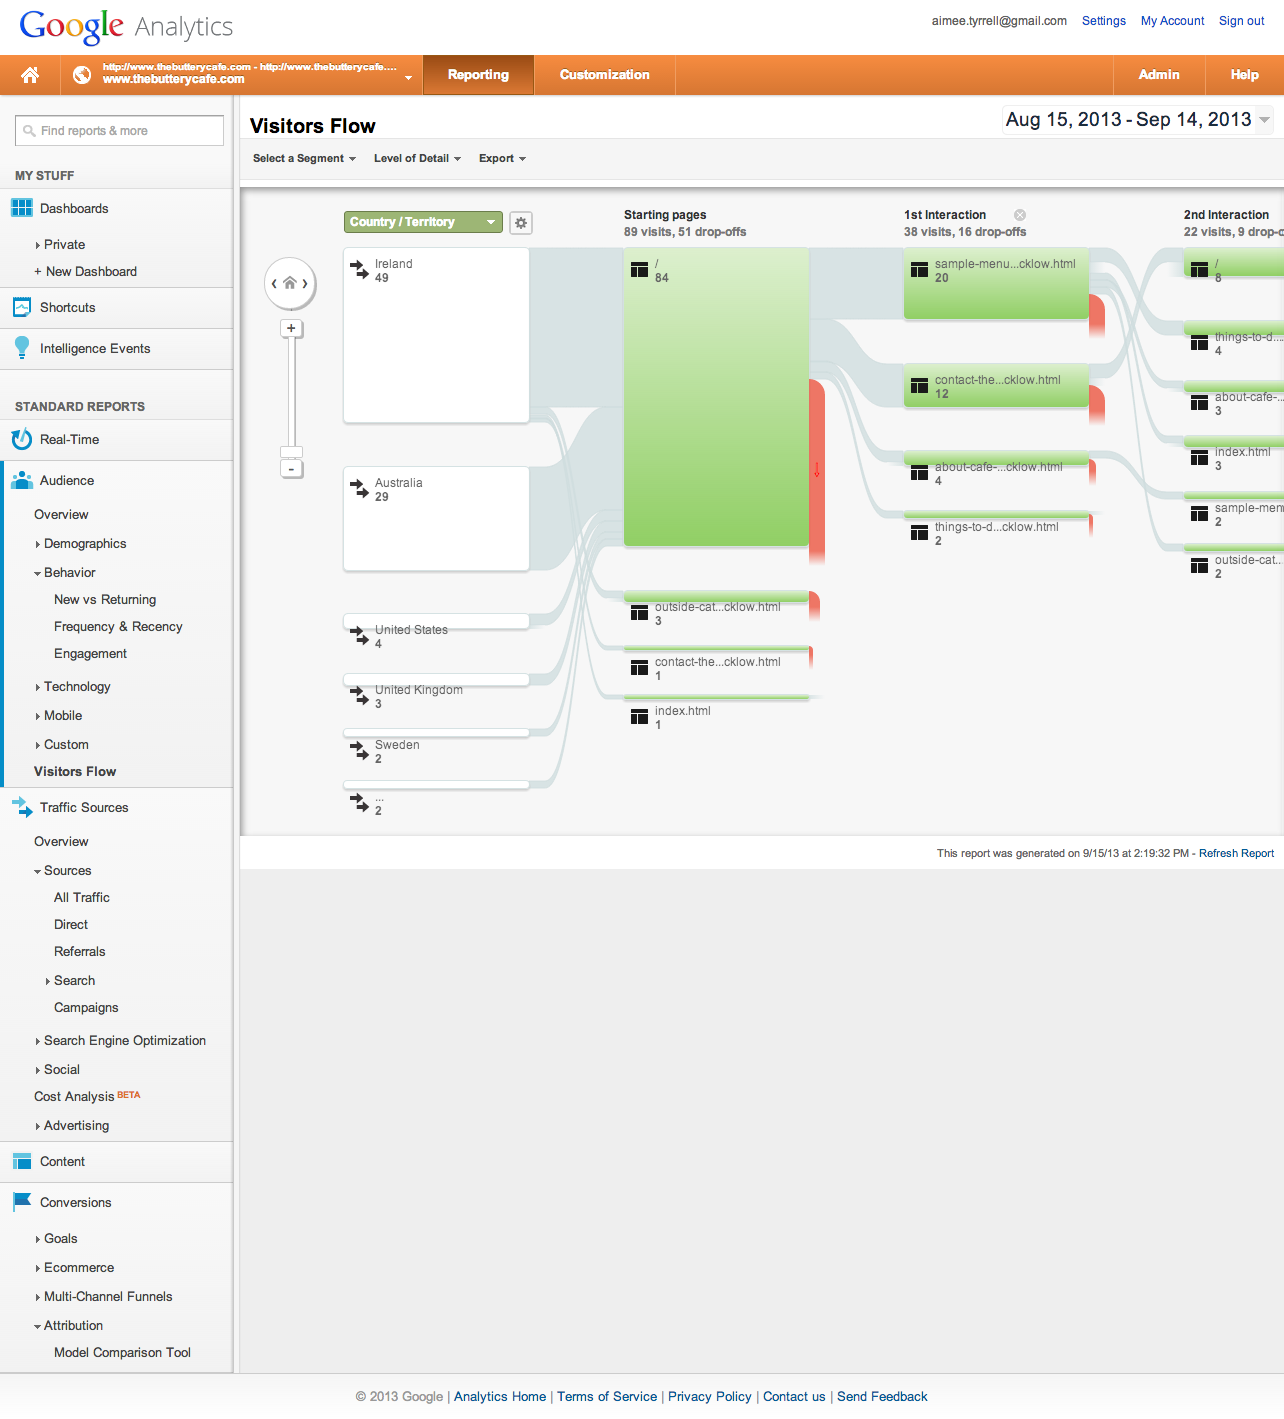 Google Analytics
aimee.tyrrell@gmail.com Settings My Account Sign out
http://www.thebutterycafe.com - http://www.thebutterycafe....
www.thebutterycafe.com
Reporting
Customization
Admin
Help
Find reports & more
MY STUFF
Dashboards
Private
+ New Dashboard
Shortcuts
Intelligence Events
STANDARD REPORTS
Real-Time
Audience
Overview
Demographics
Behavior
New vs Returning
Frequency & Recency
Engagement
Technology
Mobile
Custom
Visitors Flow
Traffic Sources
Overview
Sources
All Traffic
Direct
Referrals
Search
Campaigns
Search Engine Optimization
Social
Cost Analysis BETA
Advertising
Content
Conversions
Goals
Ecommerce
Multi-Channel Funnels
Attribution
Model Comparison Tool
Visitors Flow
Aug 15, 2013 - Sep 14, 2013
Select a Segment
Level of Detail
Export
Country / Territory
+
-
Ireland
49
Australia
29
United States
4
United Kingdom
3
Sweden
2
...
2
Starting pages
89 visits, 51 drop-offs
/
84
outside-cat...cklow.html
3
contact-the...cklow.html
1
index.html
1
1st Interaction
38 visits, 16 drop-offs
sample-menu...cklow.html
20
contact-the...cklow.html
12
about-cafe-...cklow.html
4
things-to-d...cklow.html
2
2nd Interaction
22 visits, 9 drop-o
/
8
things-to-d...
4
about-cafe-..
3
index.html
3
sample-men
2
outside-cat..
2
This report was generated on 9/15/13 at 2:19:32 PM - Refresh Report
© 2013 Google | Analytics Home | Terms of Service | Privacy Policy | Contact us | Send Feedback